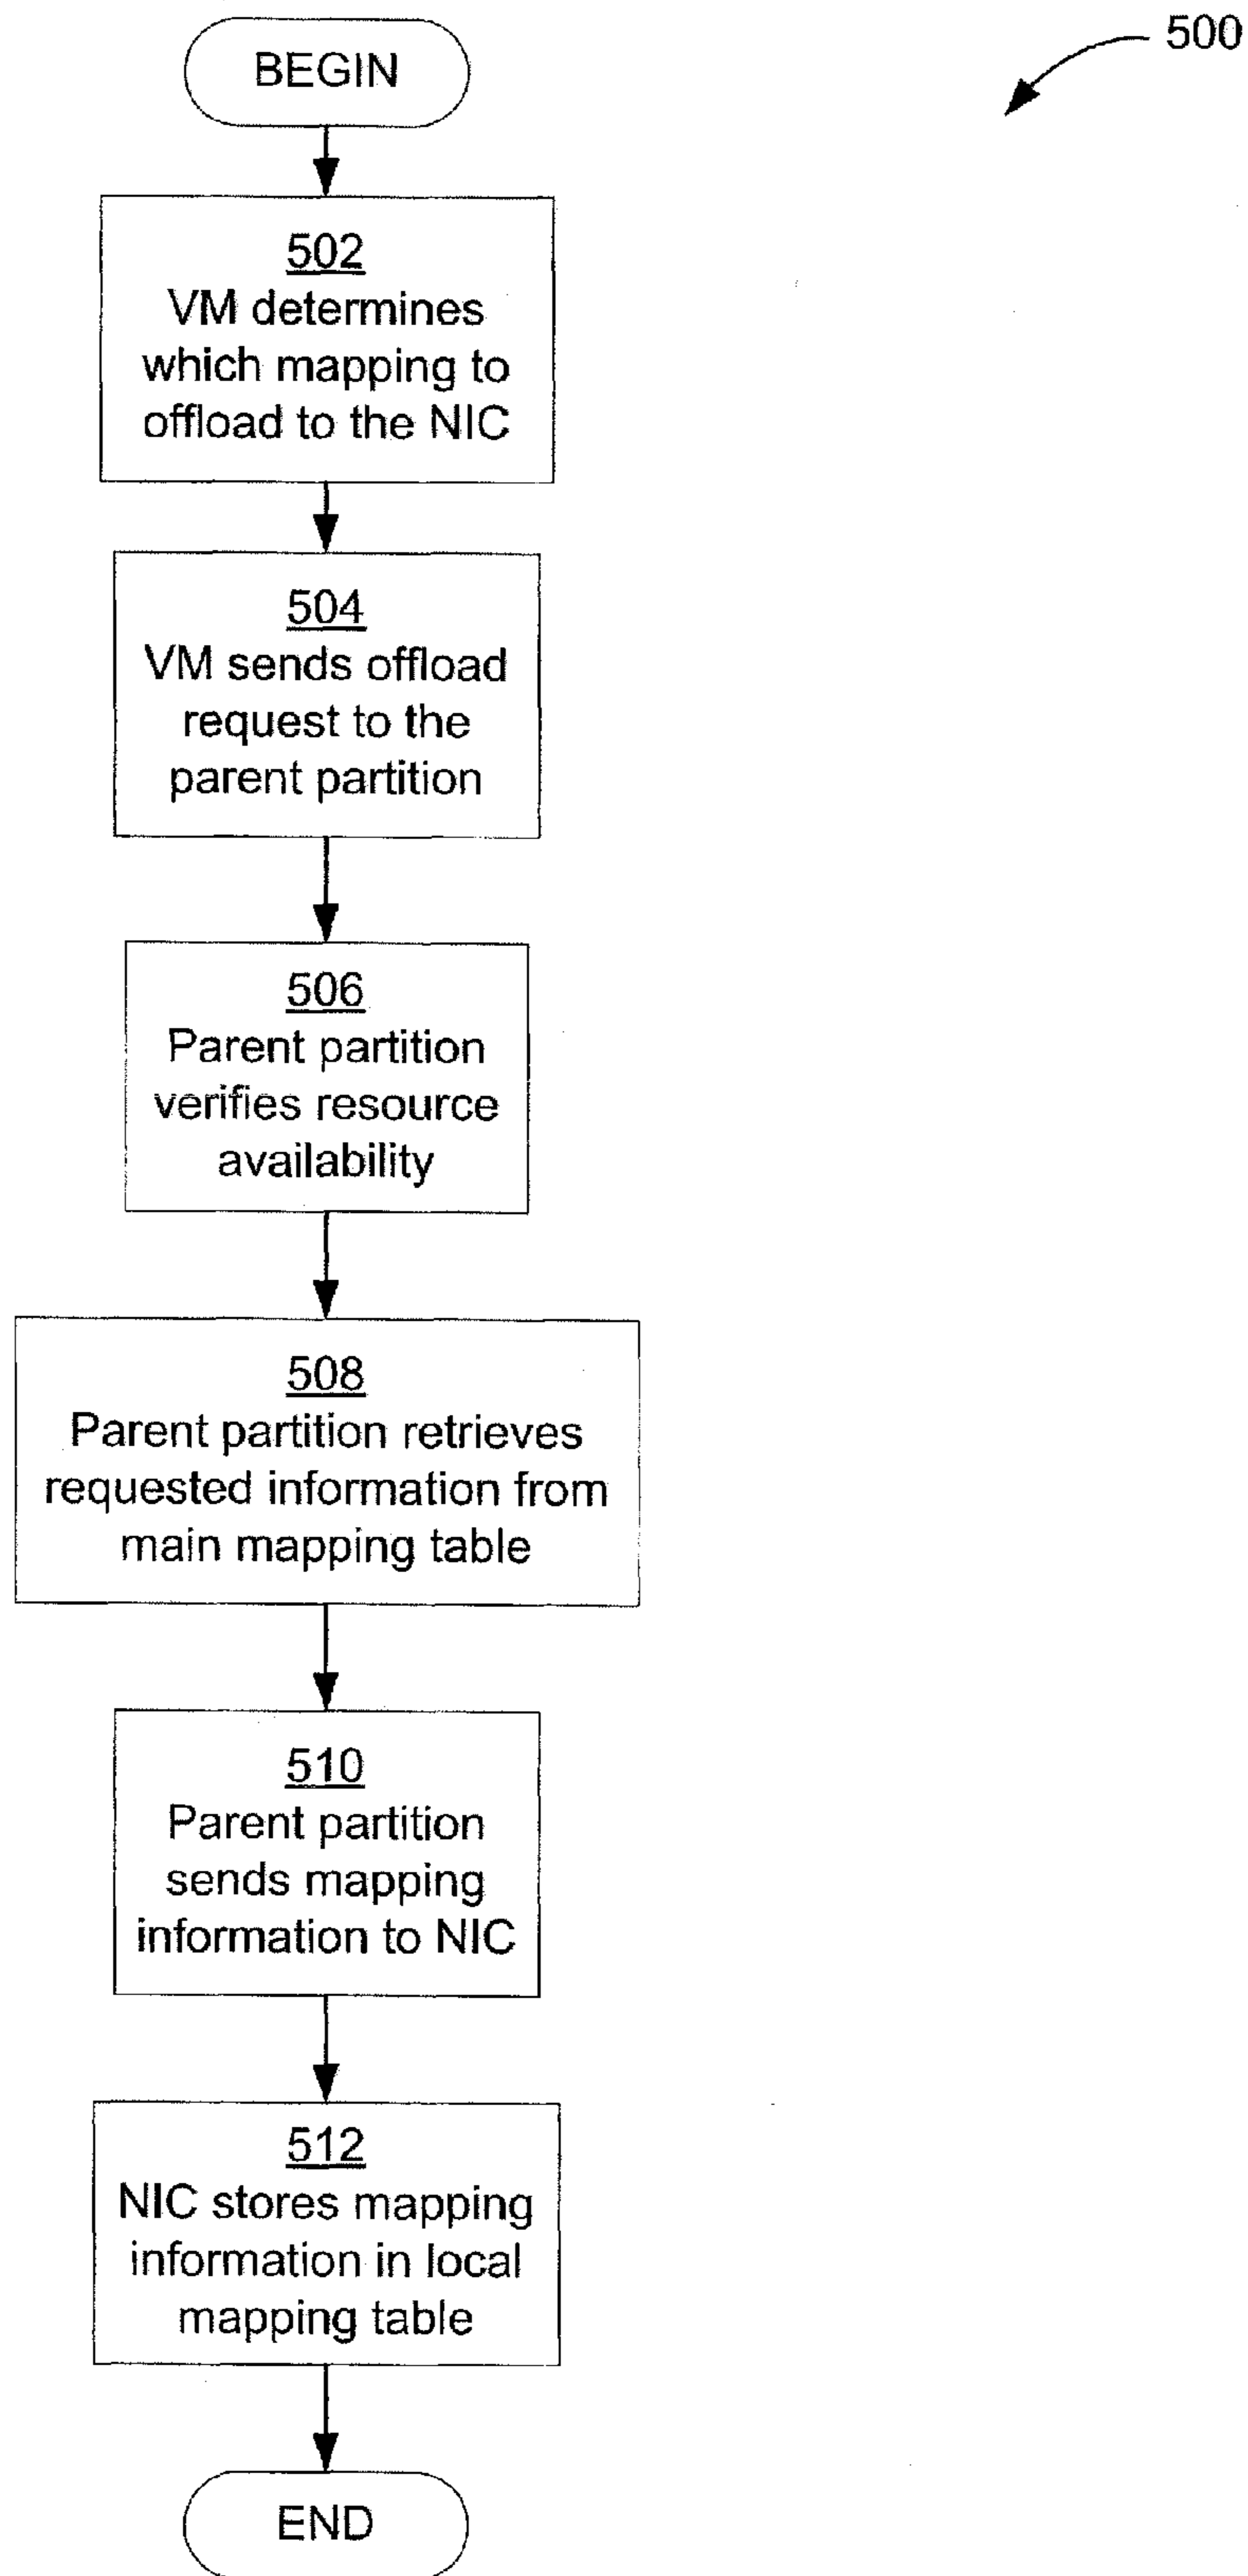 BEGIN
500
502
VM determines
which mapping to
offload to the NIC
504
VM sends offload
request to the
parent partition
506
Parent partition
verifies resource
availability
508
Parent partition retrieves
requested information from
main mapping table
510
Parent partition
sends mapping
information to NIC
512
NIC stores mapping
information in local
mapping table
END